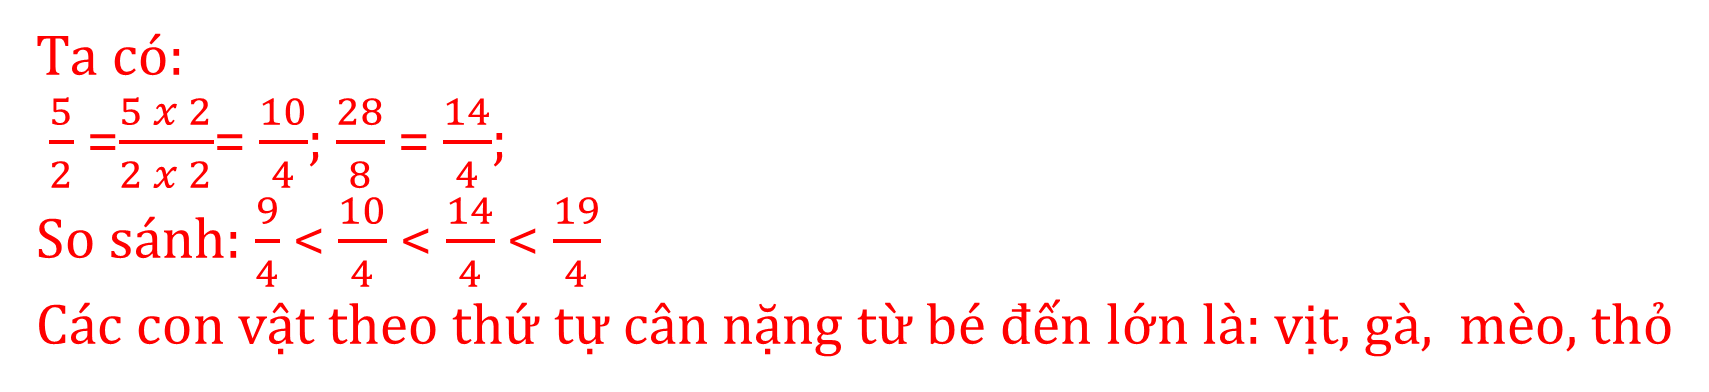 Ta có:
5/2 = (5 x 2)/(2 x 2) = 10/4; 28/8 = 14/4;
So sánh: 9/4 < 10/4 < 14/4 < 19/4
Các con vật theo thứ tự cân nặng từ bé đến lớn là: vịt, gà, mèo, thỏ